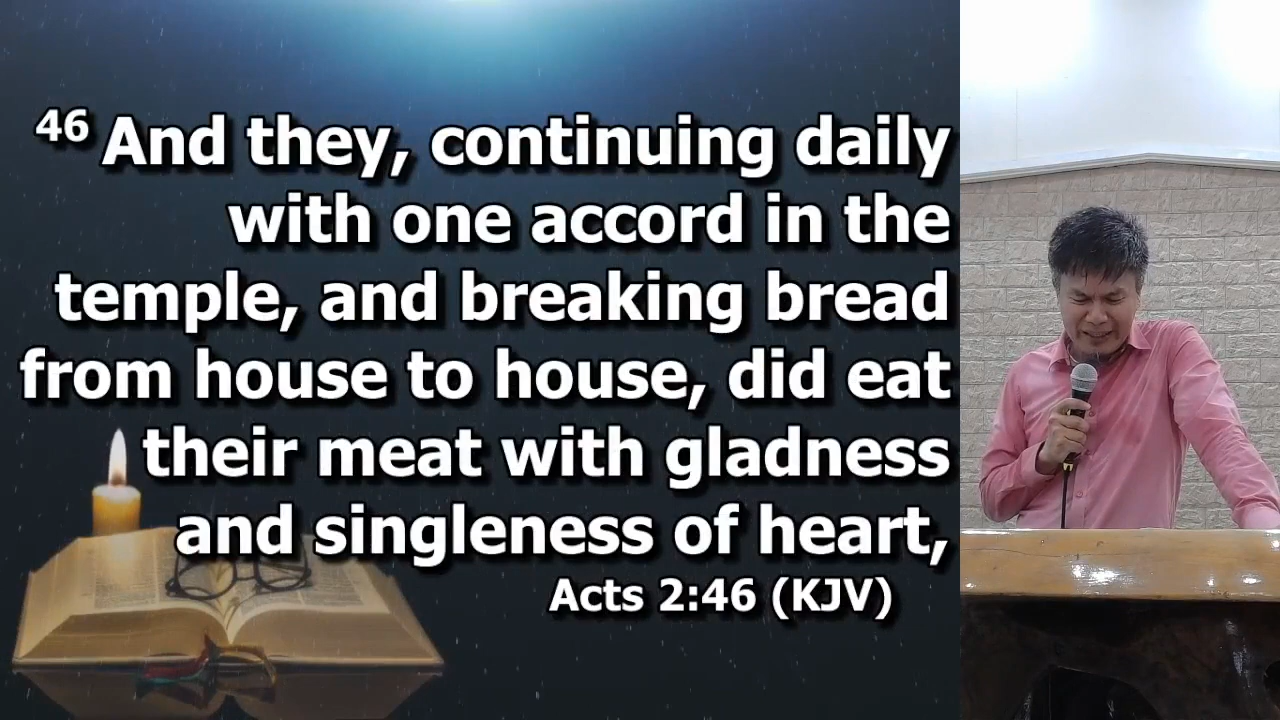 46 And they, continuing daily
with one accord in the
temple, and breaking bread
from house to house, did eat
their meat with gladness
and singleness of heart,
Acts 2:46 (KJV)